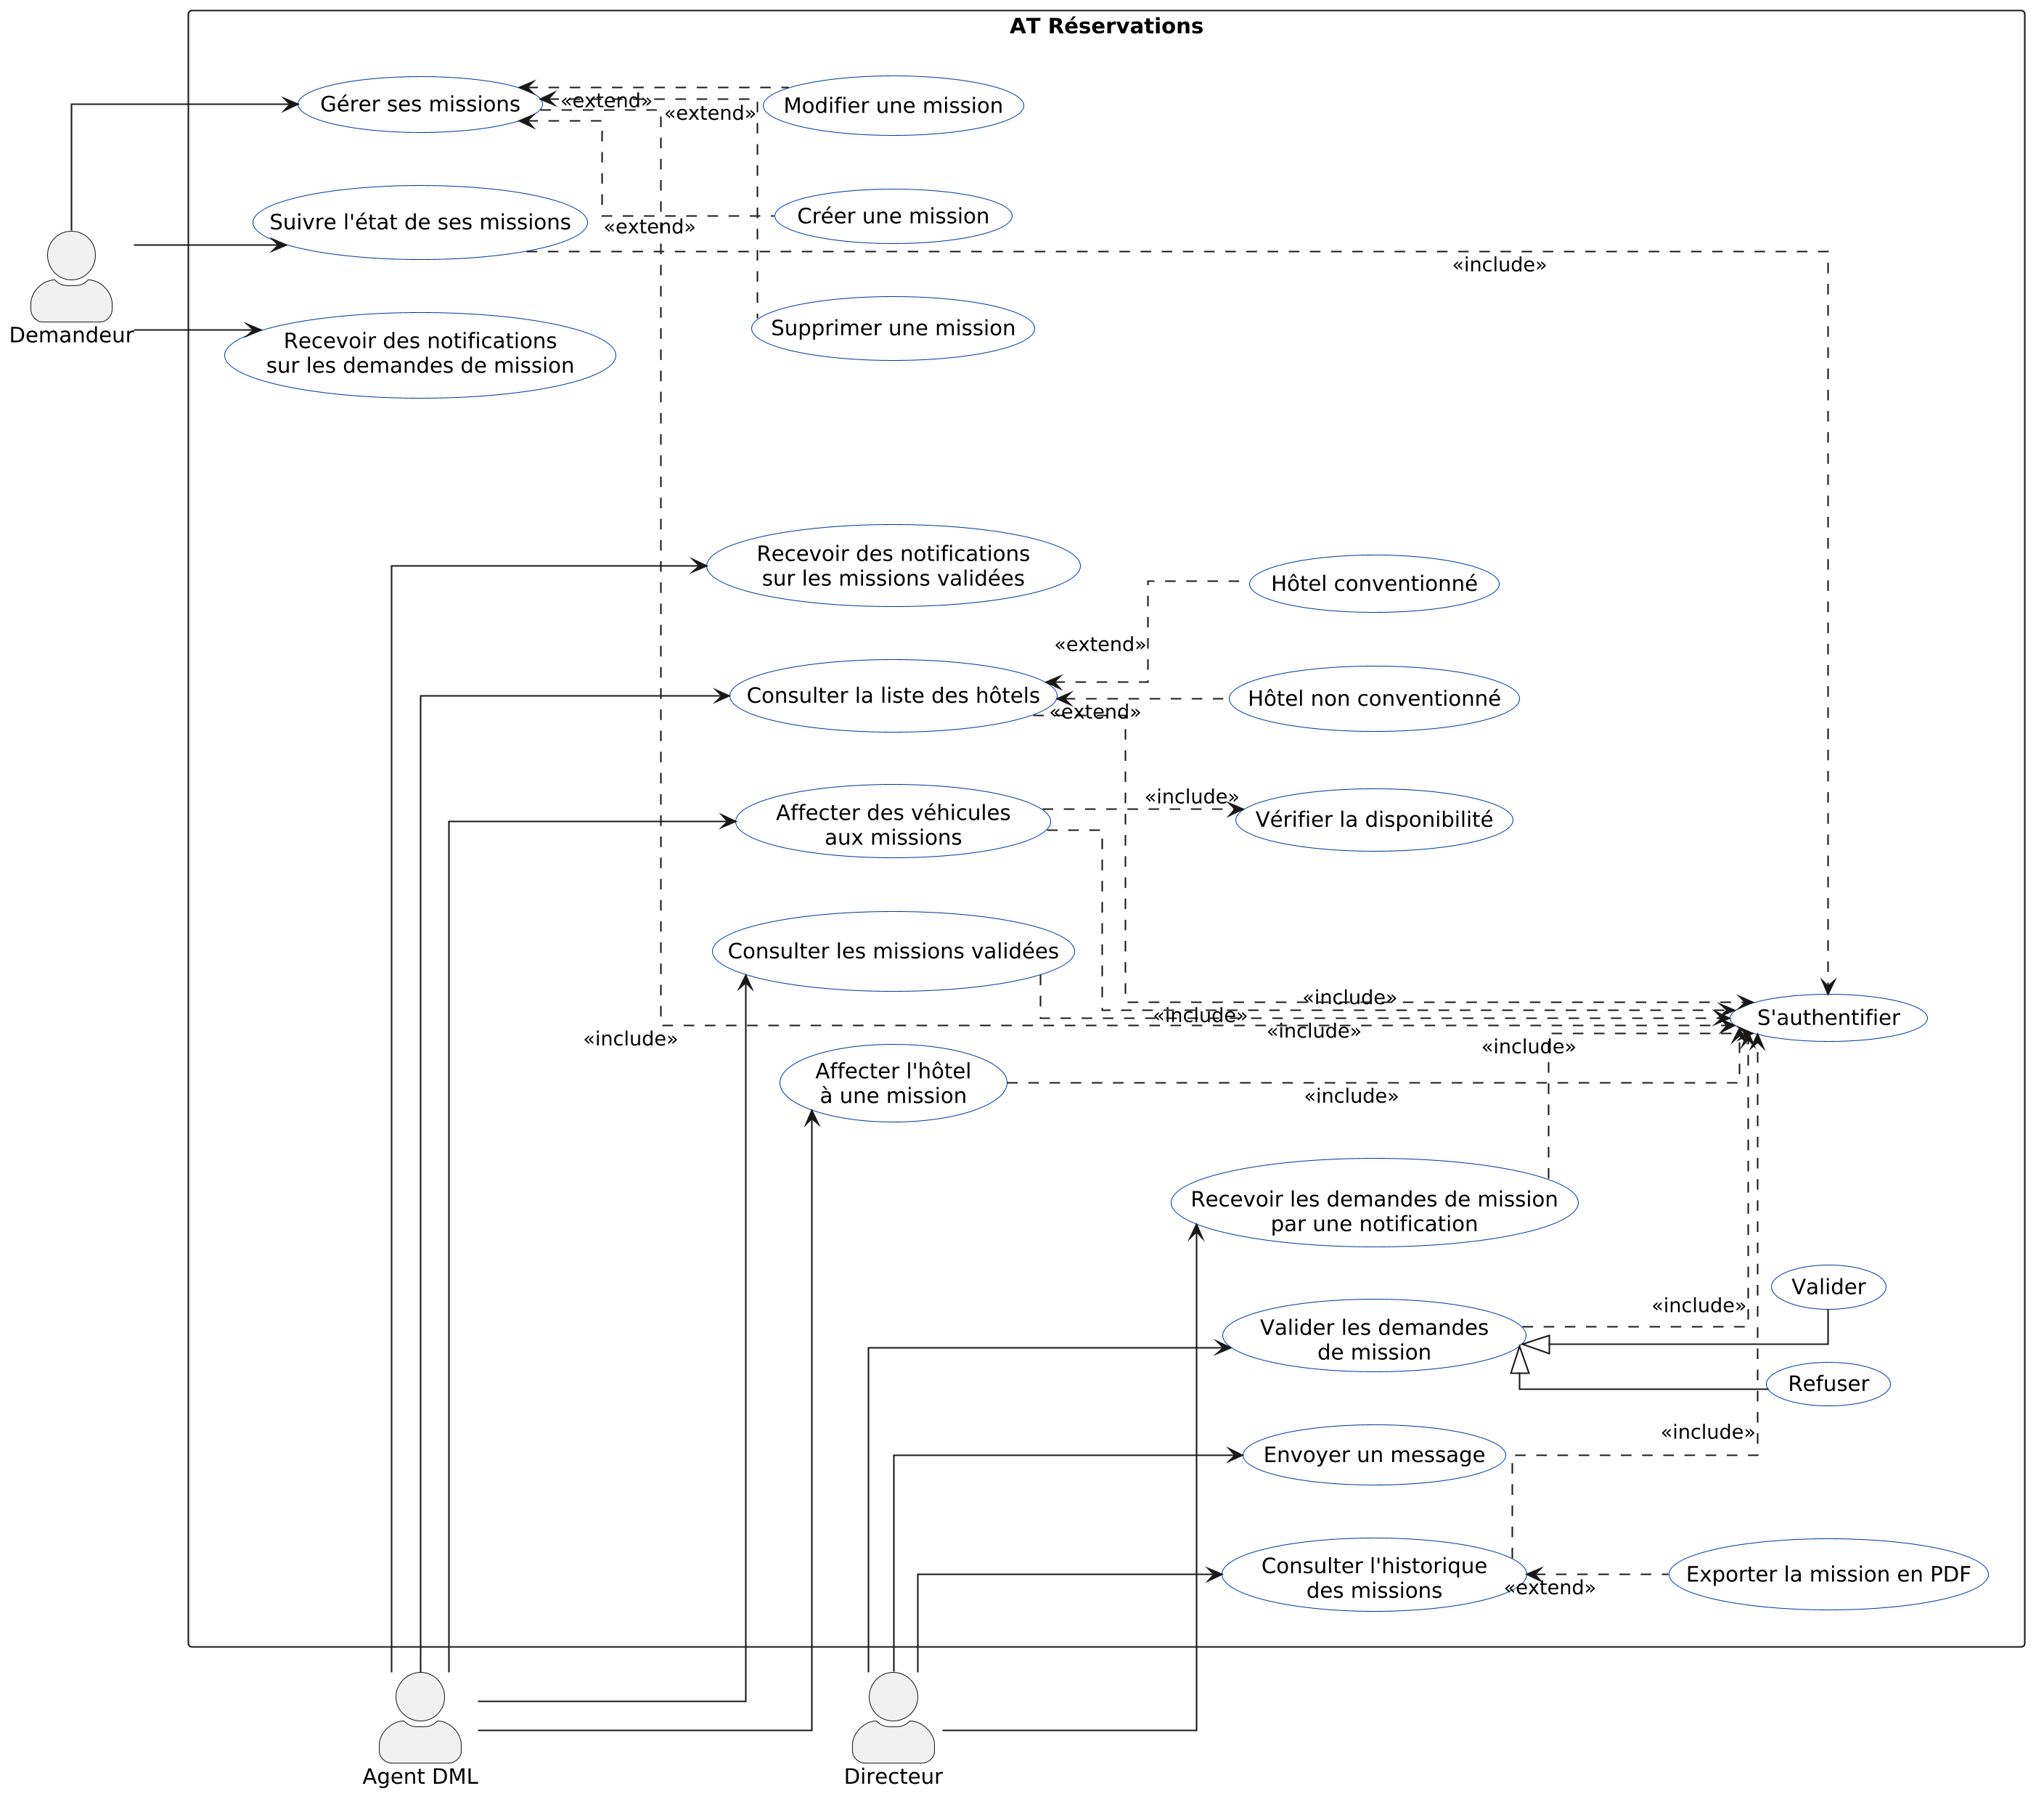 AT Réservations
Gérer ses missions
«extend»
Modifier une mission
«extend»
Suivre l'état de ses missions
Créer une mission
«extend»
«include»
Demandeur
Recevoir des notifications
sur les demandes de mission
Supprimer une mission
Recevoir des notifications
sur les missions validées
Hôtel conventionné
«extend»
Consulter la liste des hôtels
Hôtel non conventionné
«extend»
Affecter des véhicules
aux missions
«include»
Vérifier la disponibilité
Consulter les missions validées
«include»
«include»
S'authentifier
«include»
«include»
«include»
Affecter l'hôtel
à une mission
«include»
Recevoir les demandes de mission
par une notification
Valider
«include»
Valider les demandes
de mission
Refuser
«include»
Envoyer un message
Consulter l'historique
des missions
«extend»
Exporter la mission en PDF
Agent DML
Directeur